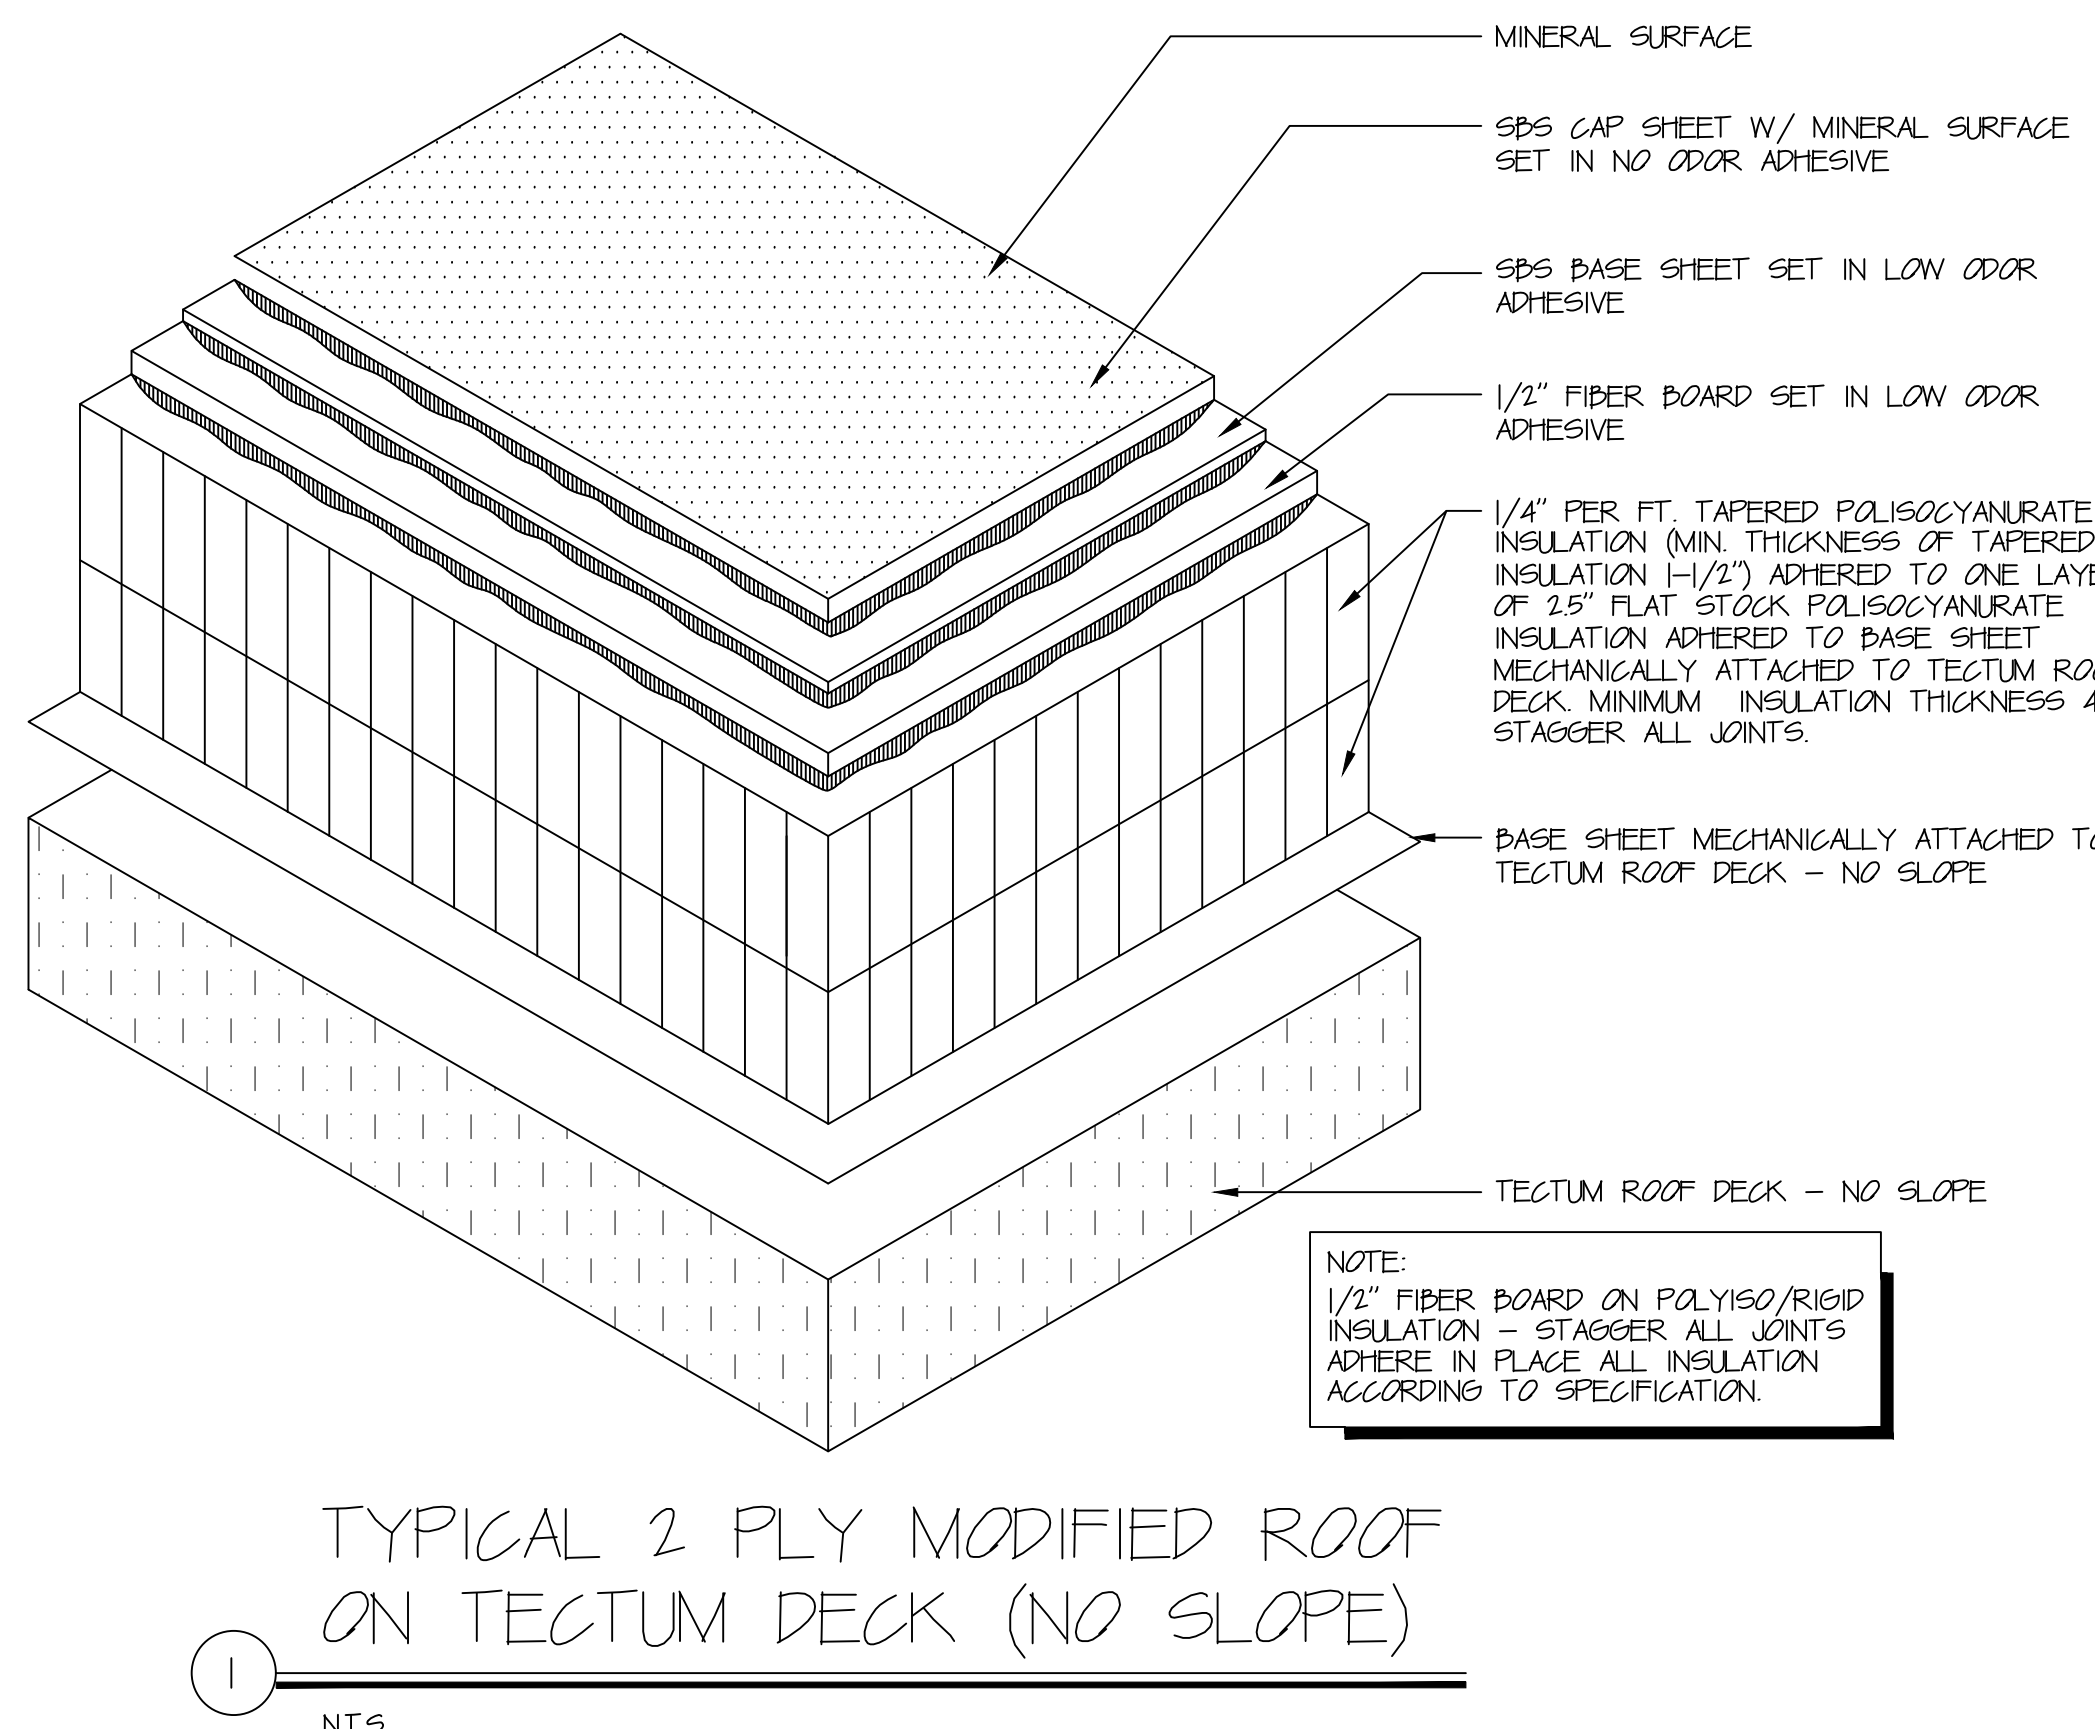 MINERAL SURFACE
SBS CAP SHEET W/ MINERAL SURFACE
SET IN NO ODOR ADHESIVE
SBS BASE SHEET SET IN LOW ODOR
ADHESIVE
1/2" FIBER BOARD SET IN LOW ODOR
ADHESIVE
1/4" PER FT. TAPERED POLISOCYANURATE
INSULATION (MIN. THICKNESS OF TAPERED
INSULATION 1-1/2") ADHERED TO ONE
OF 2.5" FLAT STOCK POLISOCYANURATE
INSULATION ADHERED TO BASE SHEET
MECHANICALLY ATTACHED TO TECTUM
DECK. MINIMUM INSULATION THICKNESS
STAGGER ALL JOINTS.
BASE SHEET MECHANICALLY ATTACHED TO
TECTUM ROOF DECK - NO SLOPE
TECTUM ROOF DECK - NO SLOPE
NOTE:
1/2" FIBER BOARD ON POLYISO/RIGID
INSULATION - STAGGER ALL JOINTS
ADHERE IN PLACE ALL INSULATION
ACCORDING TO SPECIFICATION.
TYPICAL 2 PLY MODIFIED ROOF
ON TECTUM DECK (NO SLOPE)
1
NTS